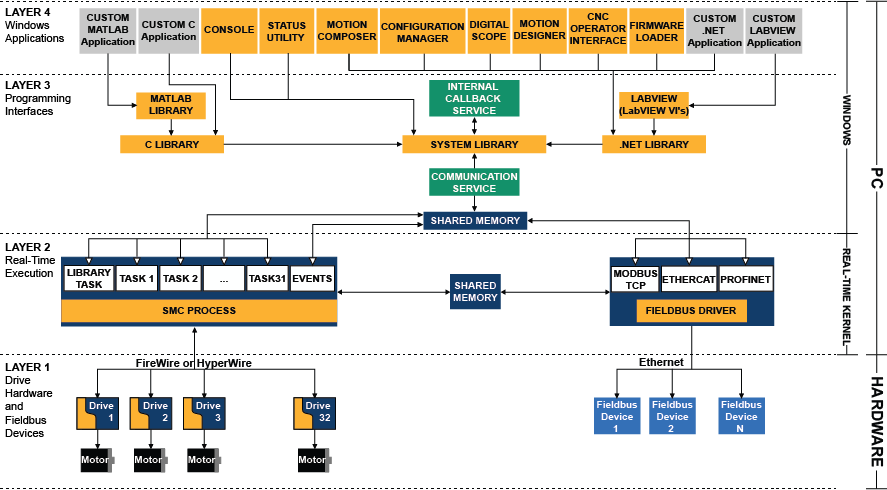 LAYER 4
Windows
Applications
CUSTOM
MATLAB
Application
CUSTOM C
Application
CONSOLE
STATUS
UTILITY
MOTION
COMPOSER
CONFIGURATION
MANAGER
DIGITAL
SCOPE
MOTION
DESIGNER
CNC
OPERATOR
INTERFACE
FIRMWARE
LOADER
CUSTOM
.NET
Application
CUSTOM
LABVIEW
Application
LAYER 3
Programming
Interfaces
MATLAB
LIBRARY
INTERNAL
CALLBACK
SERVICE
LABVIEW
(LabVIEW VI's)
C LIBRARY
SYSTEM LIBRARY
.NET LIBRARY
COMMUNICATION
SERVICE
SHARED MEMORY
WINDOWS
PC
LAYER 2
Real-Time
Execution
LIBRARY
TASK
TASK 1
TASK 2
...
TASK31
EVENTS
SMC PROCESS
SHARED
MEMORY
MODBUS
TCP
ETHERCAT
PROFINET
FIELDBUS DRIVER
REAL-TIME KERNEL
LAYER 1
Drive
Hardware
and
Fieldbus
Devices
FireWire or HyperWire
Ethernet
Drive
1
Drive
2
Drive
3
Drive
32
Motor
Motor
Motor
Motor
Fieldbus
Device
1
Fieldbus
Device
2
Fieldbus
Device
N
HARDWARE